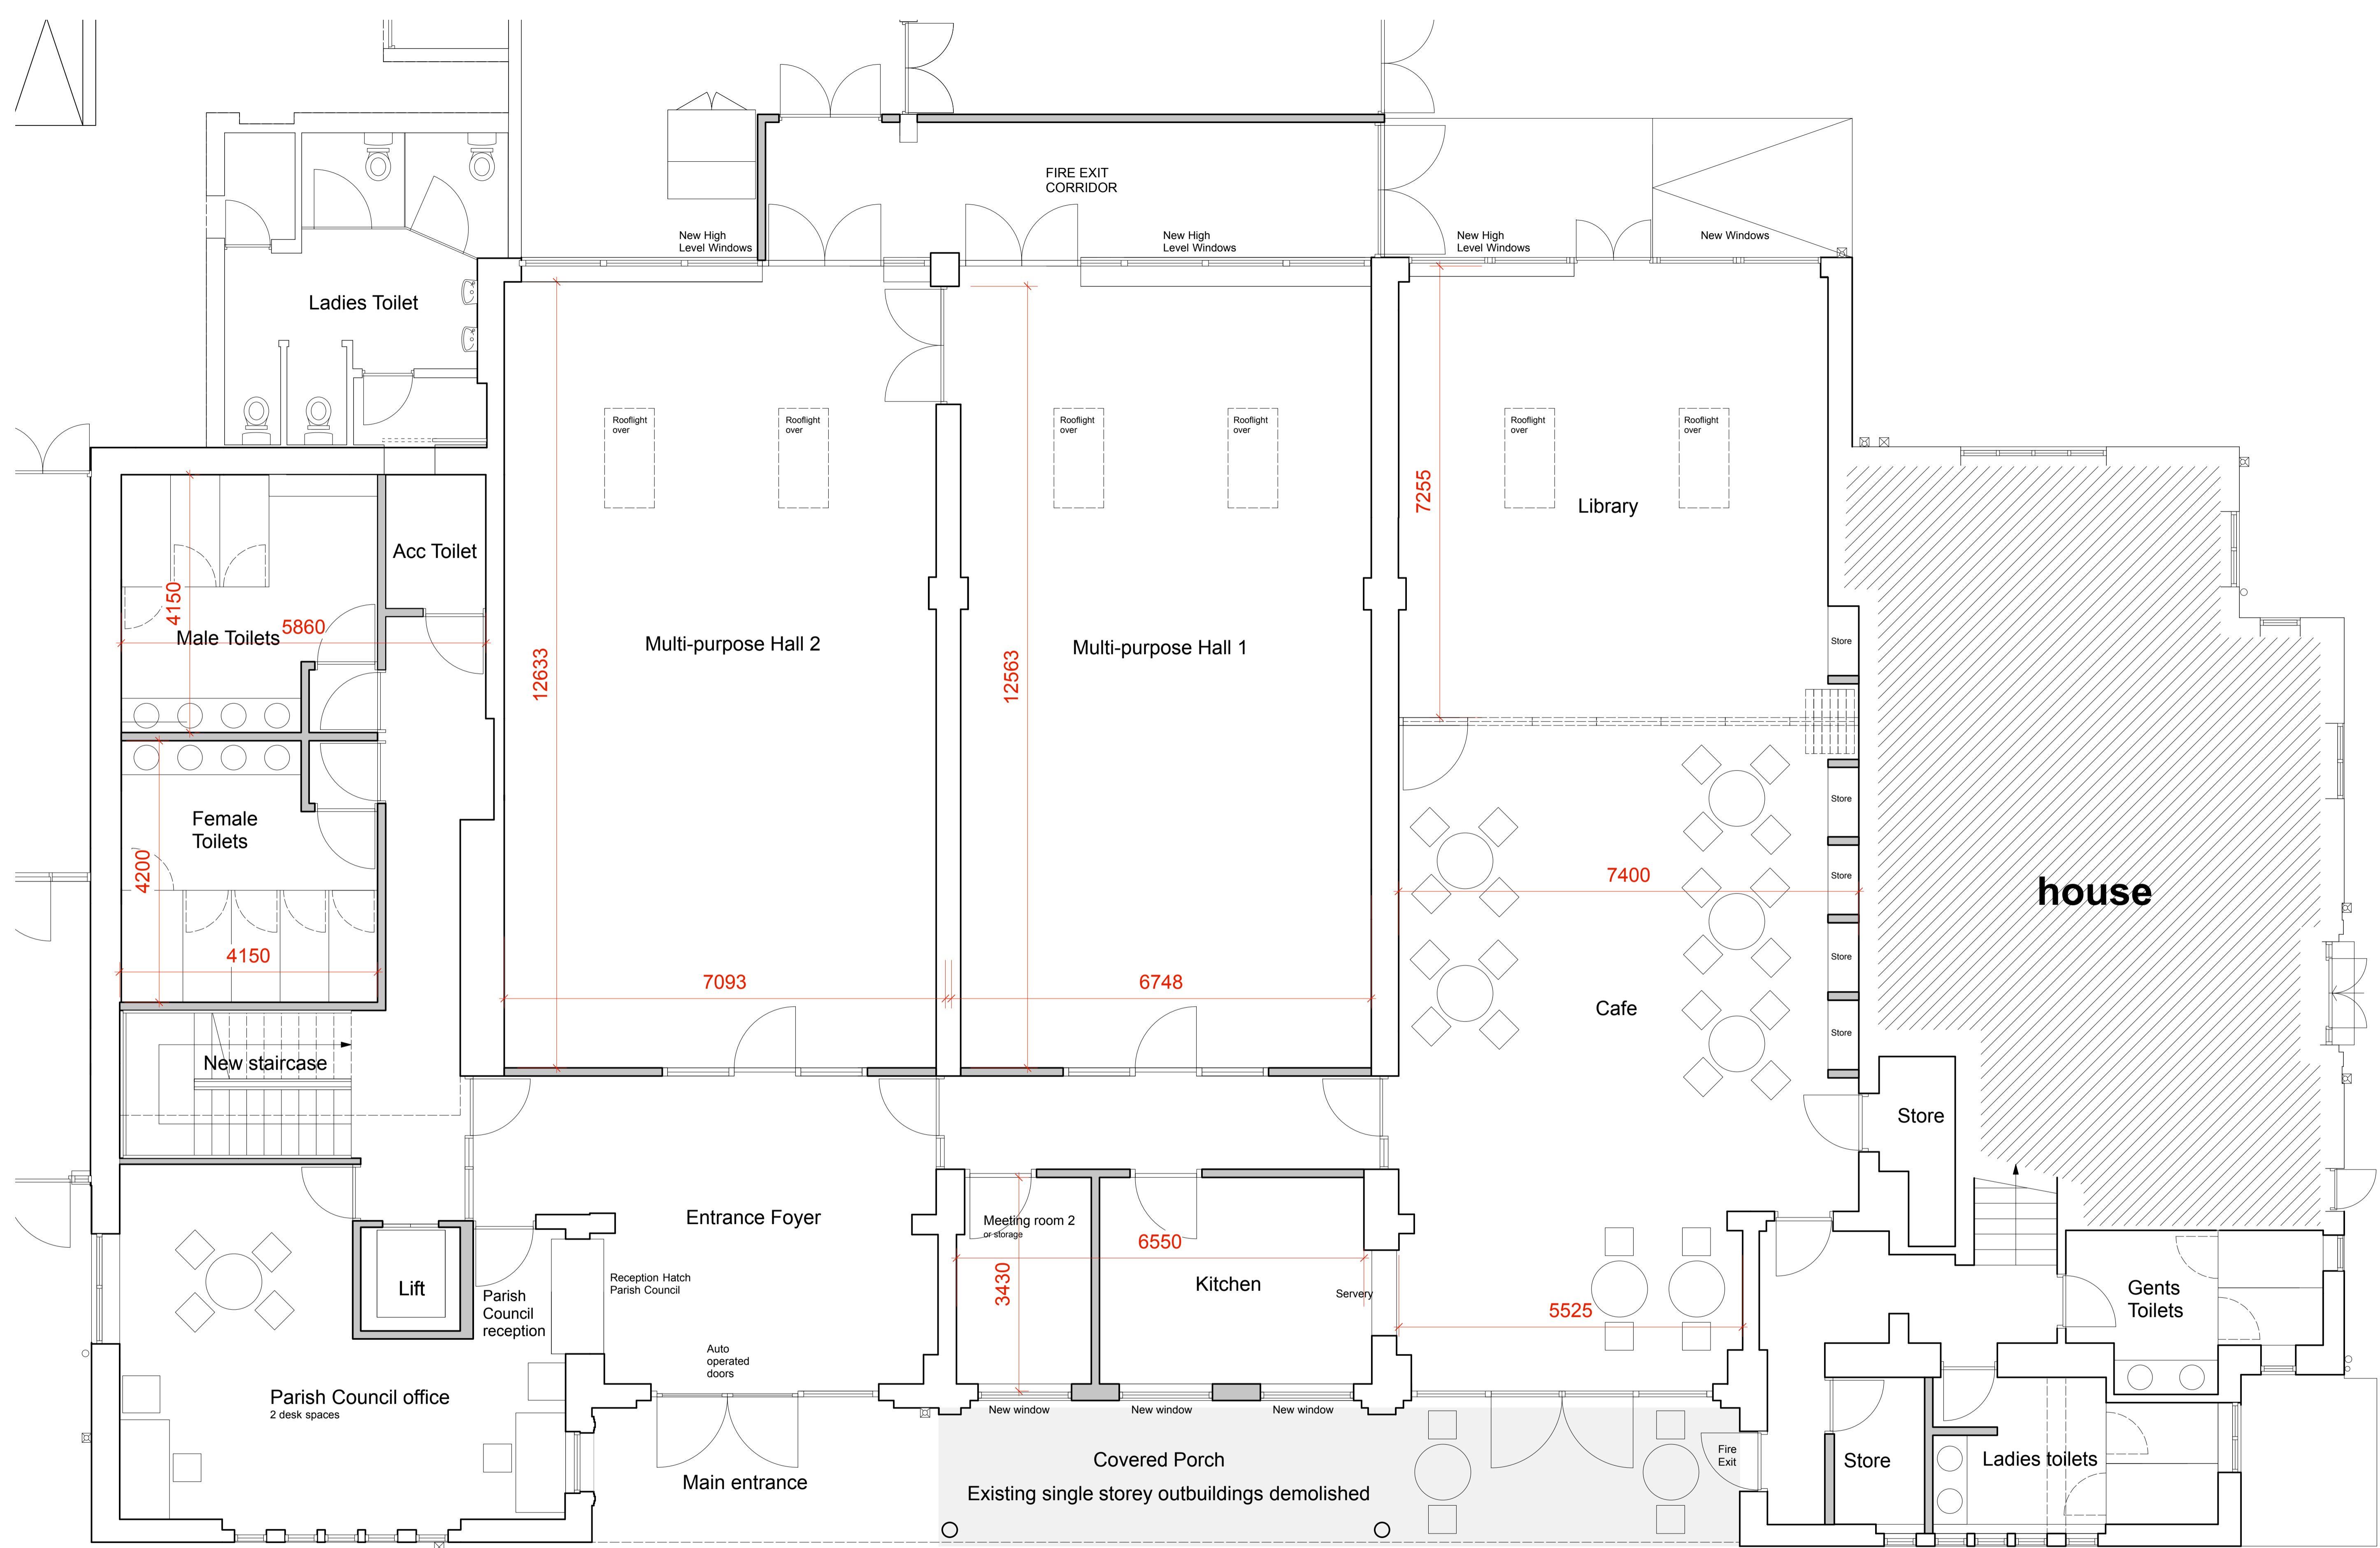 FIRE EXIT
CORRIDOR
New High
Level Windows
New High
Level Windows
New High
Level Windows
New Windows
Ladies Toilet
Rooflight
over
Rooflight
over
Rooflight
over
Rooflight
over
Rooflight
over
Rooflight
over
7255
Library
Acc Toilet
4150
5860
Male Toilets
Multi-purpose Hall 2
Multi-purpose Hall 1
12633
12563
Store
Store
Female
Toilets
4200
7400
Store
house
4150
7093
6748
Store
Cafe
Store
New staircase
Store
Entrance Foyer
Meeting room 2
or storage
6550
3430
Kitchen
Servery
Reception Hatch
Parish Council
Lift
Parish
Council
reception
5525
Gents
Toilets
Auto
operated
doors
Parish Council office
2 desk spaces
New window
New window
New window
Main entrance
Covered Porch
Existing single storey outbuildings demolished
Fire
Exit
Store
Ladies toilets